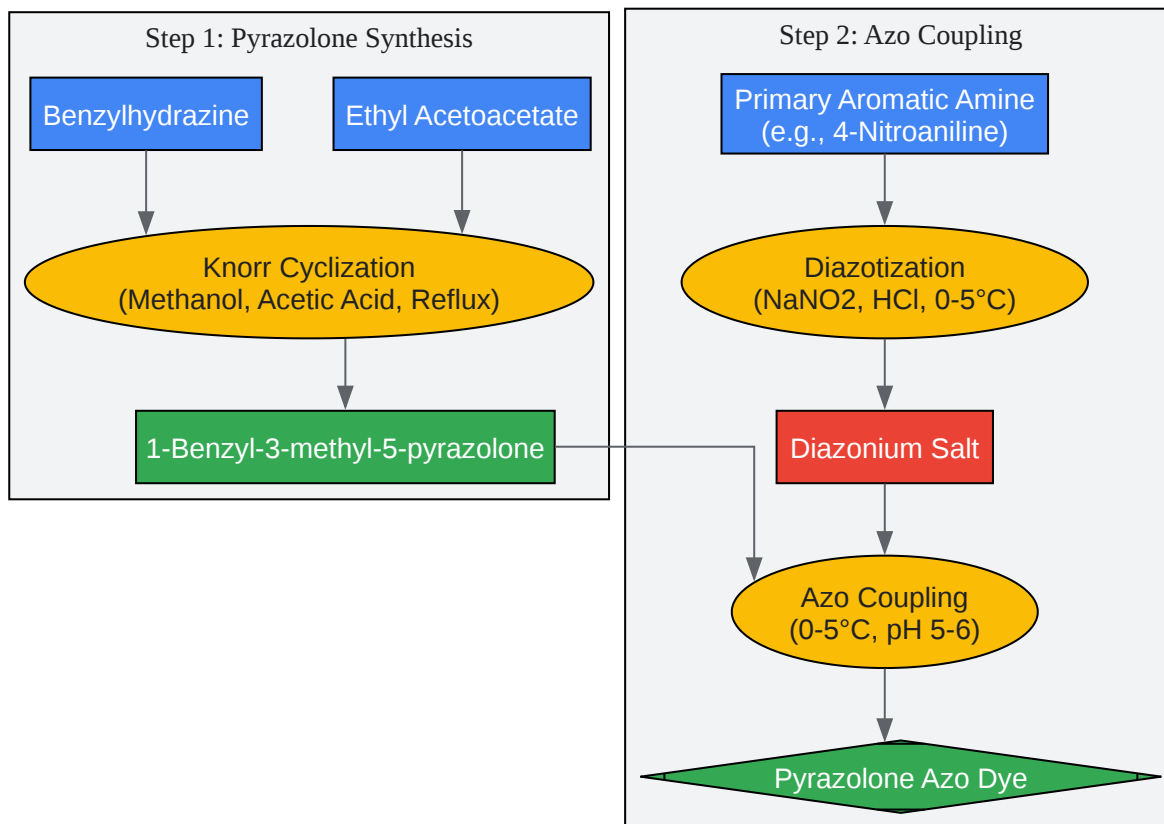 Step 1: Pyrazolone Synthesis
Benzylhydrazine
Ethyl Acetoacetate
Knorr Cyclization
(Methanol, Acetic Acid, Reflux)
1-Benzyl-3-methyl-5-pyrazolone
Step 2: Azo Coupling
Primary Aromatic Amine
(e.g., 4-Nitroaniline)
Diazotization
(NaNO2, HCl, 0-5°C)
Diazonium Salt
Azo Coupling
(0-5°C, pH 5-6)
Pyrazolone Azo Dye